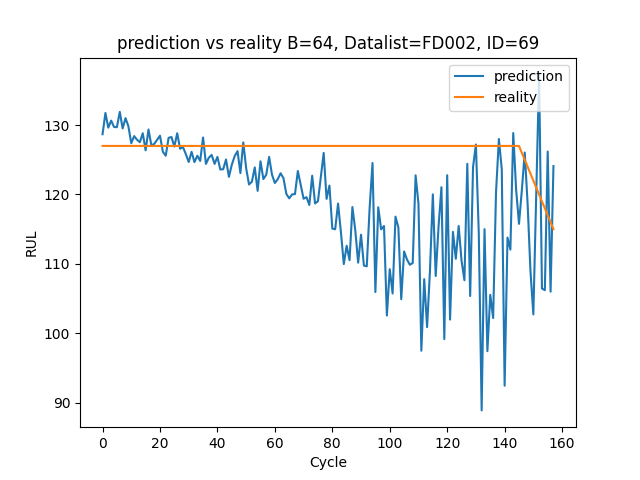 prediction vs reality B=64, Datalist=FD002, ID=69
prediction
reality
RUL
130
120
110
100
90
0 20 40 60 80 100 120 140 160
Cycle